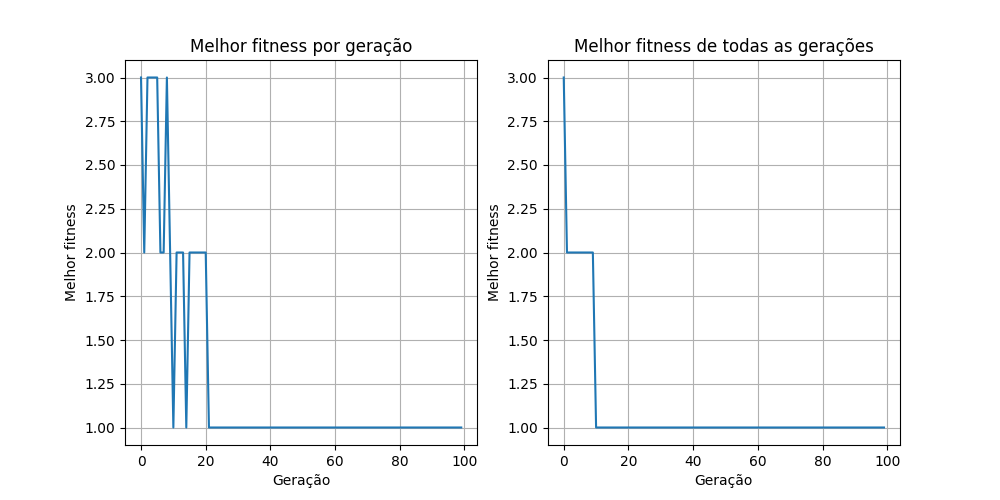 Melhor fitness por geração
Melhor fitness
3.00
2.75
2.50
2.25
2.00
1.75
1.50
1.25
1.00
0 20 40 60 80 100
Geração
Melhor fitness de todas as gerações
Melhor fitness
3.00
2.75
2.50
2.25
2.00
1.75
1.50
1.25
1.00
0 20 40 60 80 100
Geração